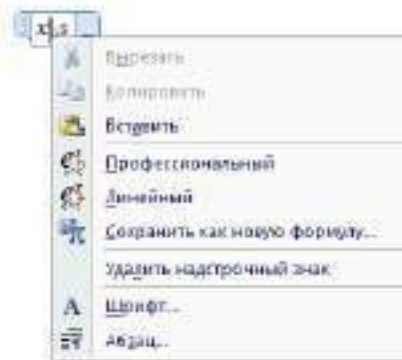 x,s
Вырезать
Копировать
Вставить
Профессиональный
Линейный
Сохранить как новую формулу...
Удалить надстрочный знак
Шрифт...
Абзац...